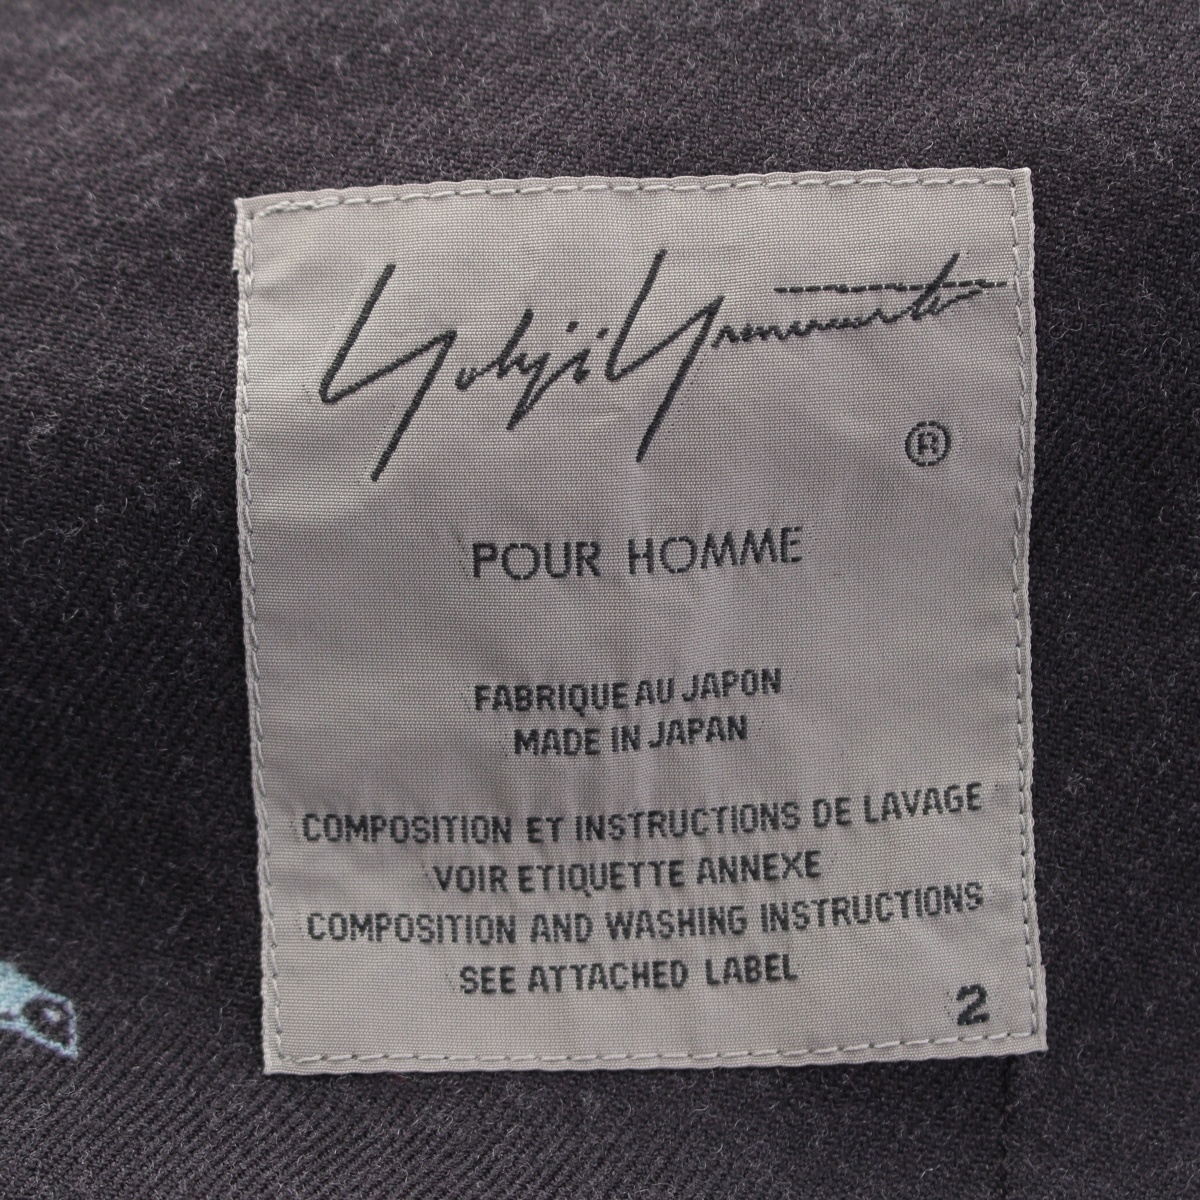 Yohji Yamamoto
®
POUR HOMME
FABRIQUE AU JAPON
MADE IN JAPAN
COMPOSITION ET INSTRUCTIONS DE LAVAGE
VOIR ETIQUETTE ANNEXE
COMPOSITION AND WASHING INSTRUCTIONS
SEE ATTACHED LABEL
2